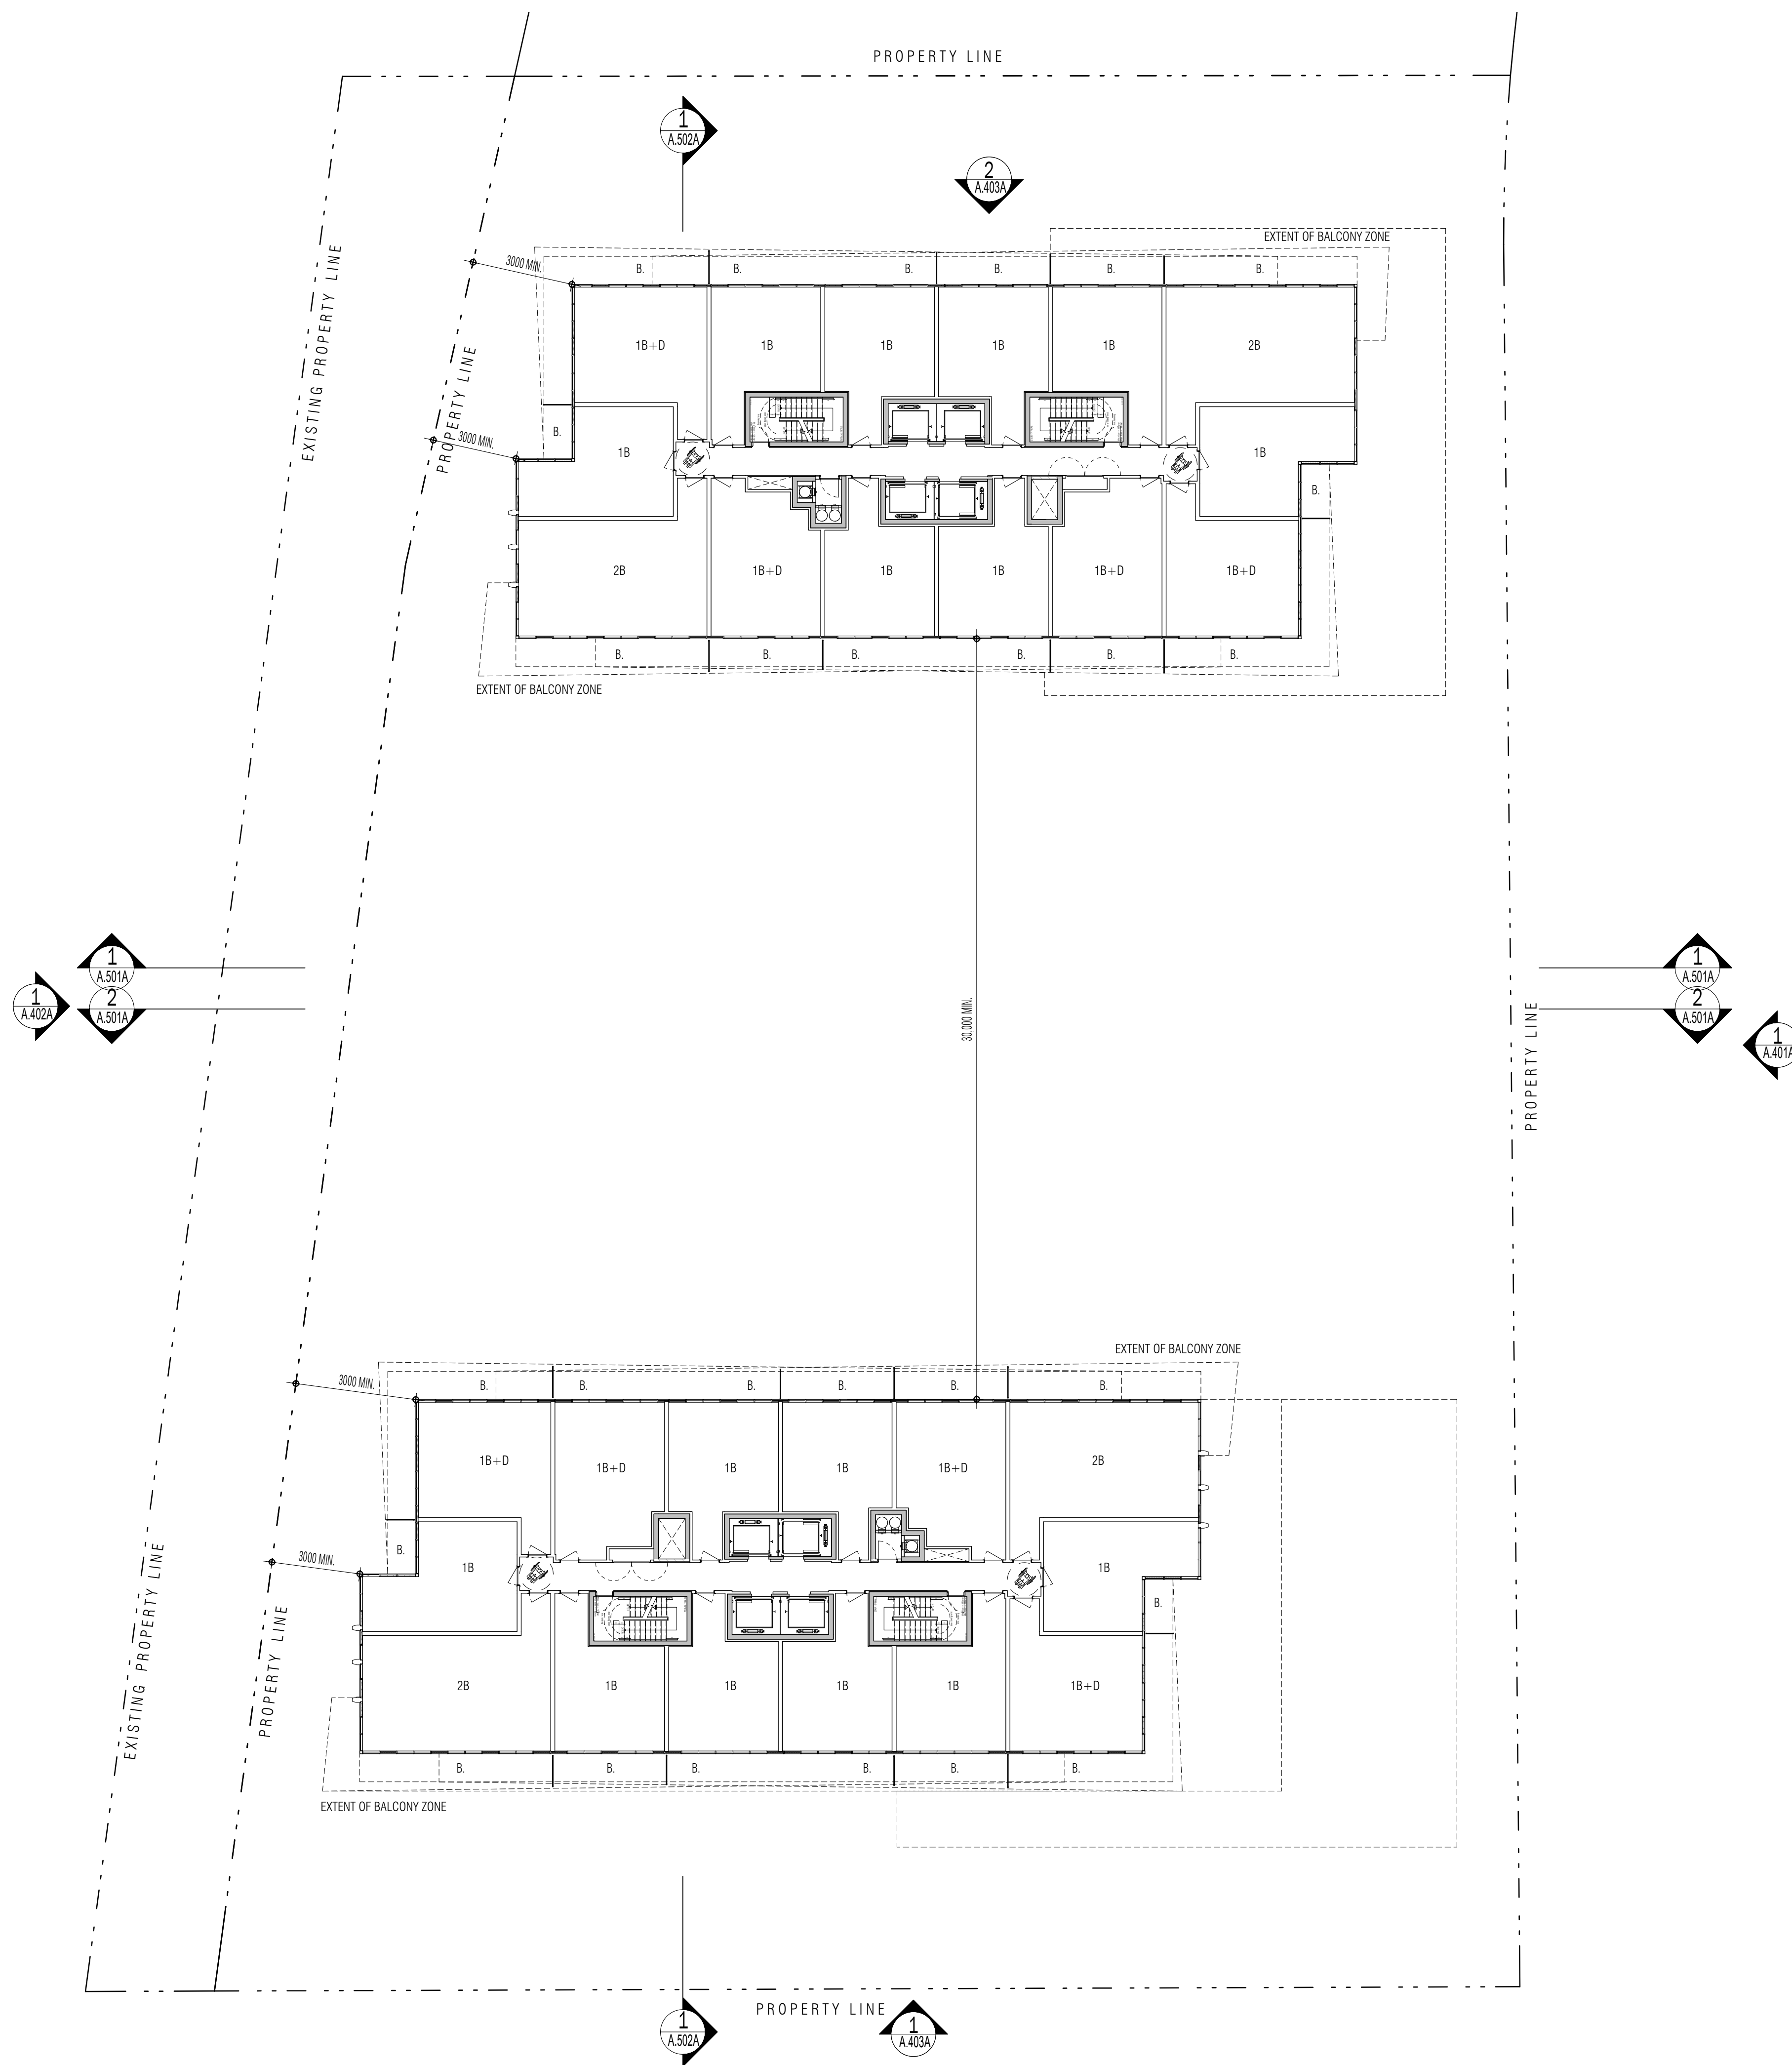 PROPERTY LINE
1
A.502A
2
A.403A
EXTENT OF BALCONY ZONE
3000 MIN.
B.
B.
B.
B.
B.
B.
EXISTING PROPERTY LINE
PROPERTY LINE
1B+D
1B
1B
1B
1B
2B
3000 MIN.
B.
1B
1B
B.
2B
1B+D
1B
1B
1B+D
1B+D
B.
B.
B.
B.
B.
B.
EXTENT OF BALCONY ZONE
1
A.501A
2
A.501A
1
A.402A
30,000 MIN.
1
A.501A
2
A.501A
1
A.401A
PROPERTY LINE
EXTENT OF BALCONY ZONE
3000 MIN.
B.
B.
B.
B.
B.
B.
1B+D
1B+D
1B
1B
1B+D
2B
3000 MIN.
B.
1B
1B
B.
EXISTING PROPERTY LINE
PROPERTY LINE
2B
1B
1B
1B
1B
1B+D
B.
B.
B.
B.
B.
B.
EXTENT OF BALCONY ZONE
PROPERTY LINE
1
A.502A
1
A.403A